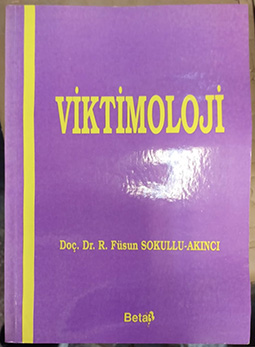 VİKTİMOLOJİ
Doç. Dr. R. Füsun SOKULLU-AKINCI
Beta